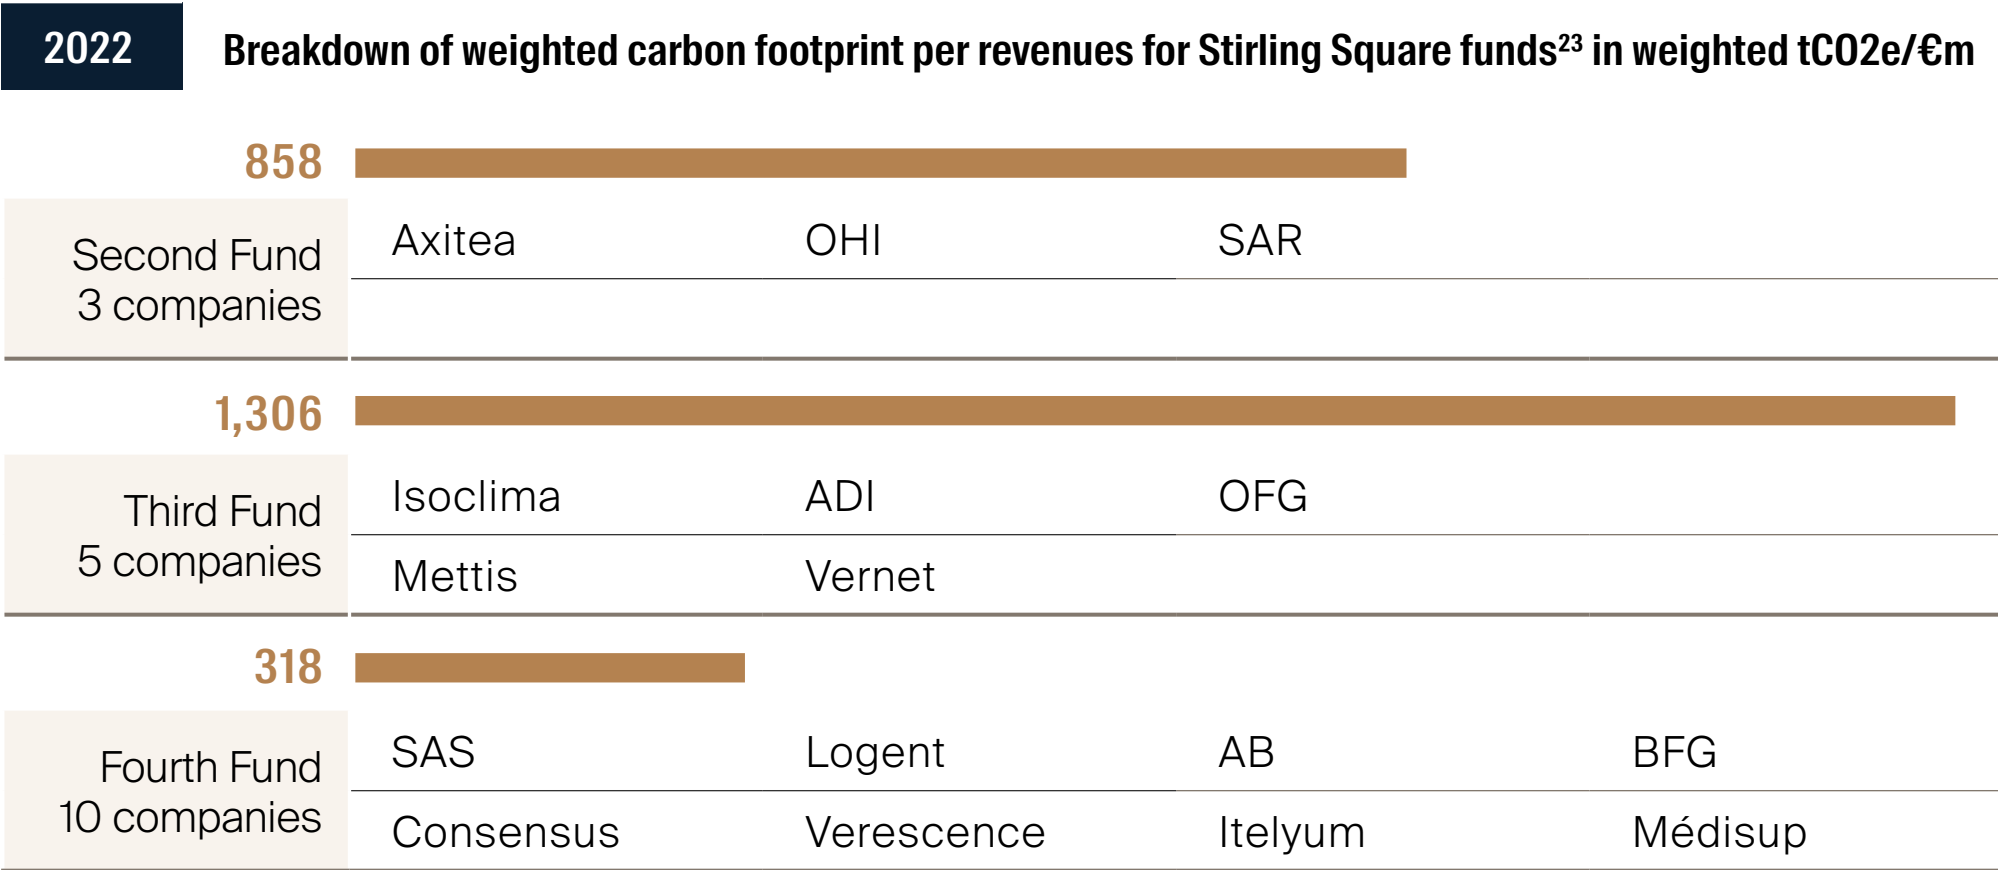 2022
Breakdown of weighted carbon footprint per revenues for Stirling Square funds²³ in weighted tCO2e/€m
858
Second Fund
3 companies
Axitea OHI SAR
1,306
Third Fund
5 companies
Isoclima ADI OFG
Mettis Vernet
318
Fourth Fund
10 companies
SAS Logent AB BFG
Consensus Verescence Itelyum Médisup